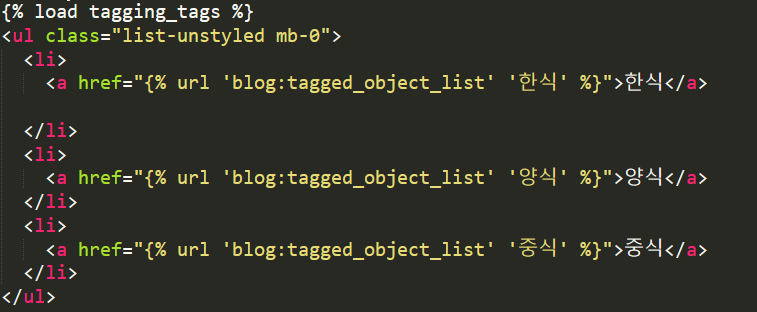 {% load tagging_tags %}
<ul class="list-unstyled mb-0">
  <li>
    <a href="{% url 'blog:tagged_object_list' '한식' %}">한식</a>

  </li>
  <li>
    <a href="{% url 'blog:tagged_object_list' '양식' %}">양식</a>
  </li>
  <li>
    <a href="{% url 'blog:tagged_object_list' '중식' %}">중식</a>
  </li>
</ul>